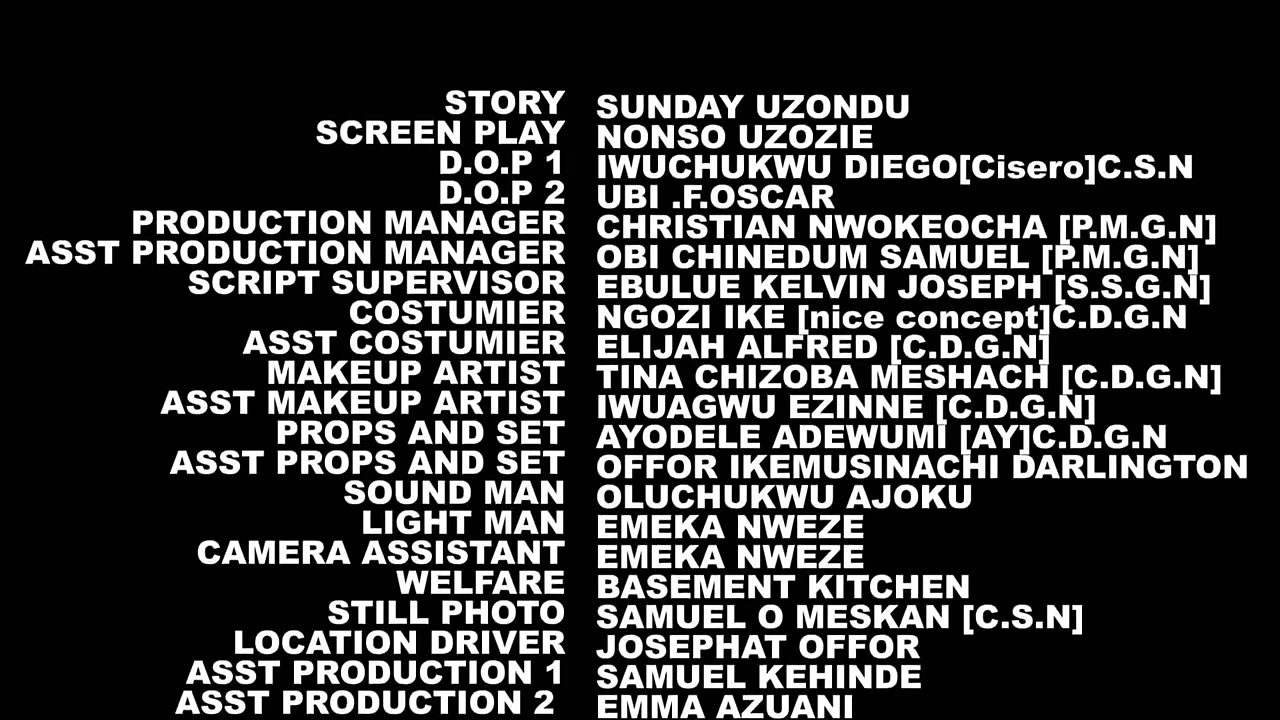 STORY SUNDAY UZONDU
SCREEN PLAY NONSO UZOZIE
D.O.P 1 IWUCHUKWU DIEGO[Cisero]C.S.N
D.O.P 2 UBI .F.OSCAR
PRODUCTION MANAGER CHRISTIAN NWOKEOCHA [P.M.G.N]
ASST PRODUCTION MANAGER OBI CHINEDUM SAMUEL [P.M.G.N]
SCRIPT SUPERVISOR EBULUE KELVIN JOSEPH [S.S.G.N]
COSTUMIER NGOZI IKE [nice concept]C.D.G.N
ASST COSTUMIER ELIJAH ALFRED [C.D.G.N]
MAKEUP ARTIST TINA CHIZOBA MESHACH [C.D.G.N]
ASST MAKEUP ARTIST IWUAGWU EZINNE [C.D.G.N]
PROPS AND SET AYODELE ADEWUMI [AY]C.D.G.N
ASST PROPS AND SET OFFOR IKEMUSINACHI DARLINGTON
SOUND MAN OLUCHUKWU AJOKU
LIGHT MAN EMEKA NWEZE
CAMERA ASSISTANT EMEKA NWEZE
WELFARE BASEMENT KITCHEN
STILL PHOTO SAMUEL O MESKAN [C.S.N]
LOCATION DRIVER JOSEPHAT OFFOR
ASST PRODUCTION 1 SAMUEL KEHINDE
ASST PRODUCTION 2 EMMA AZUANI